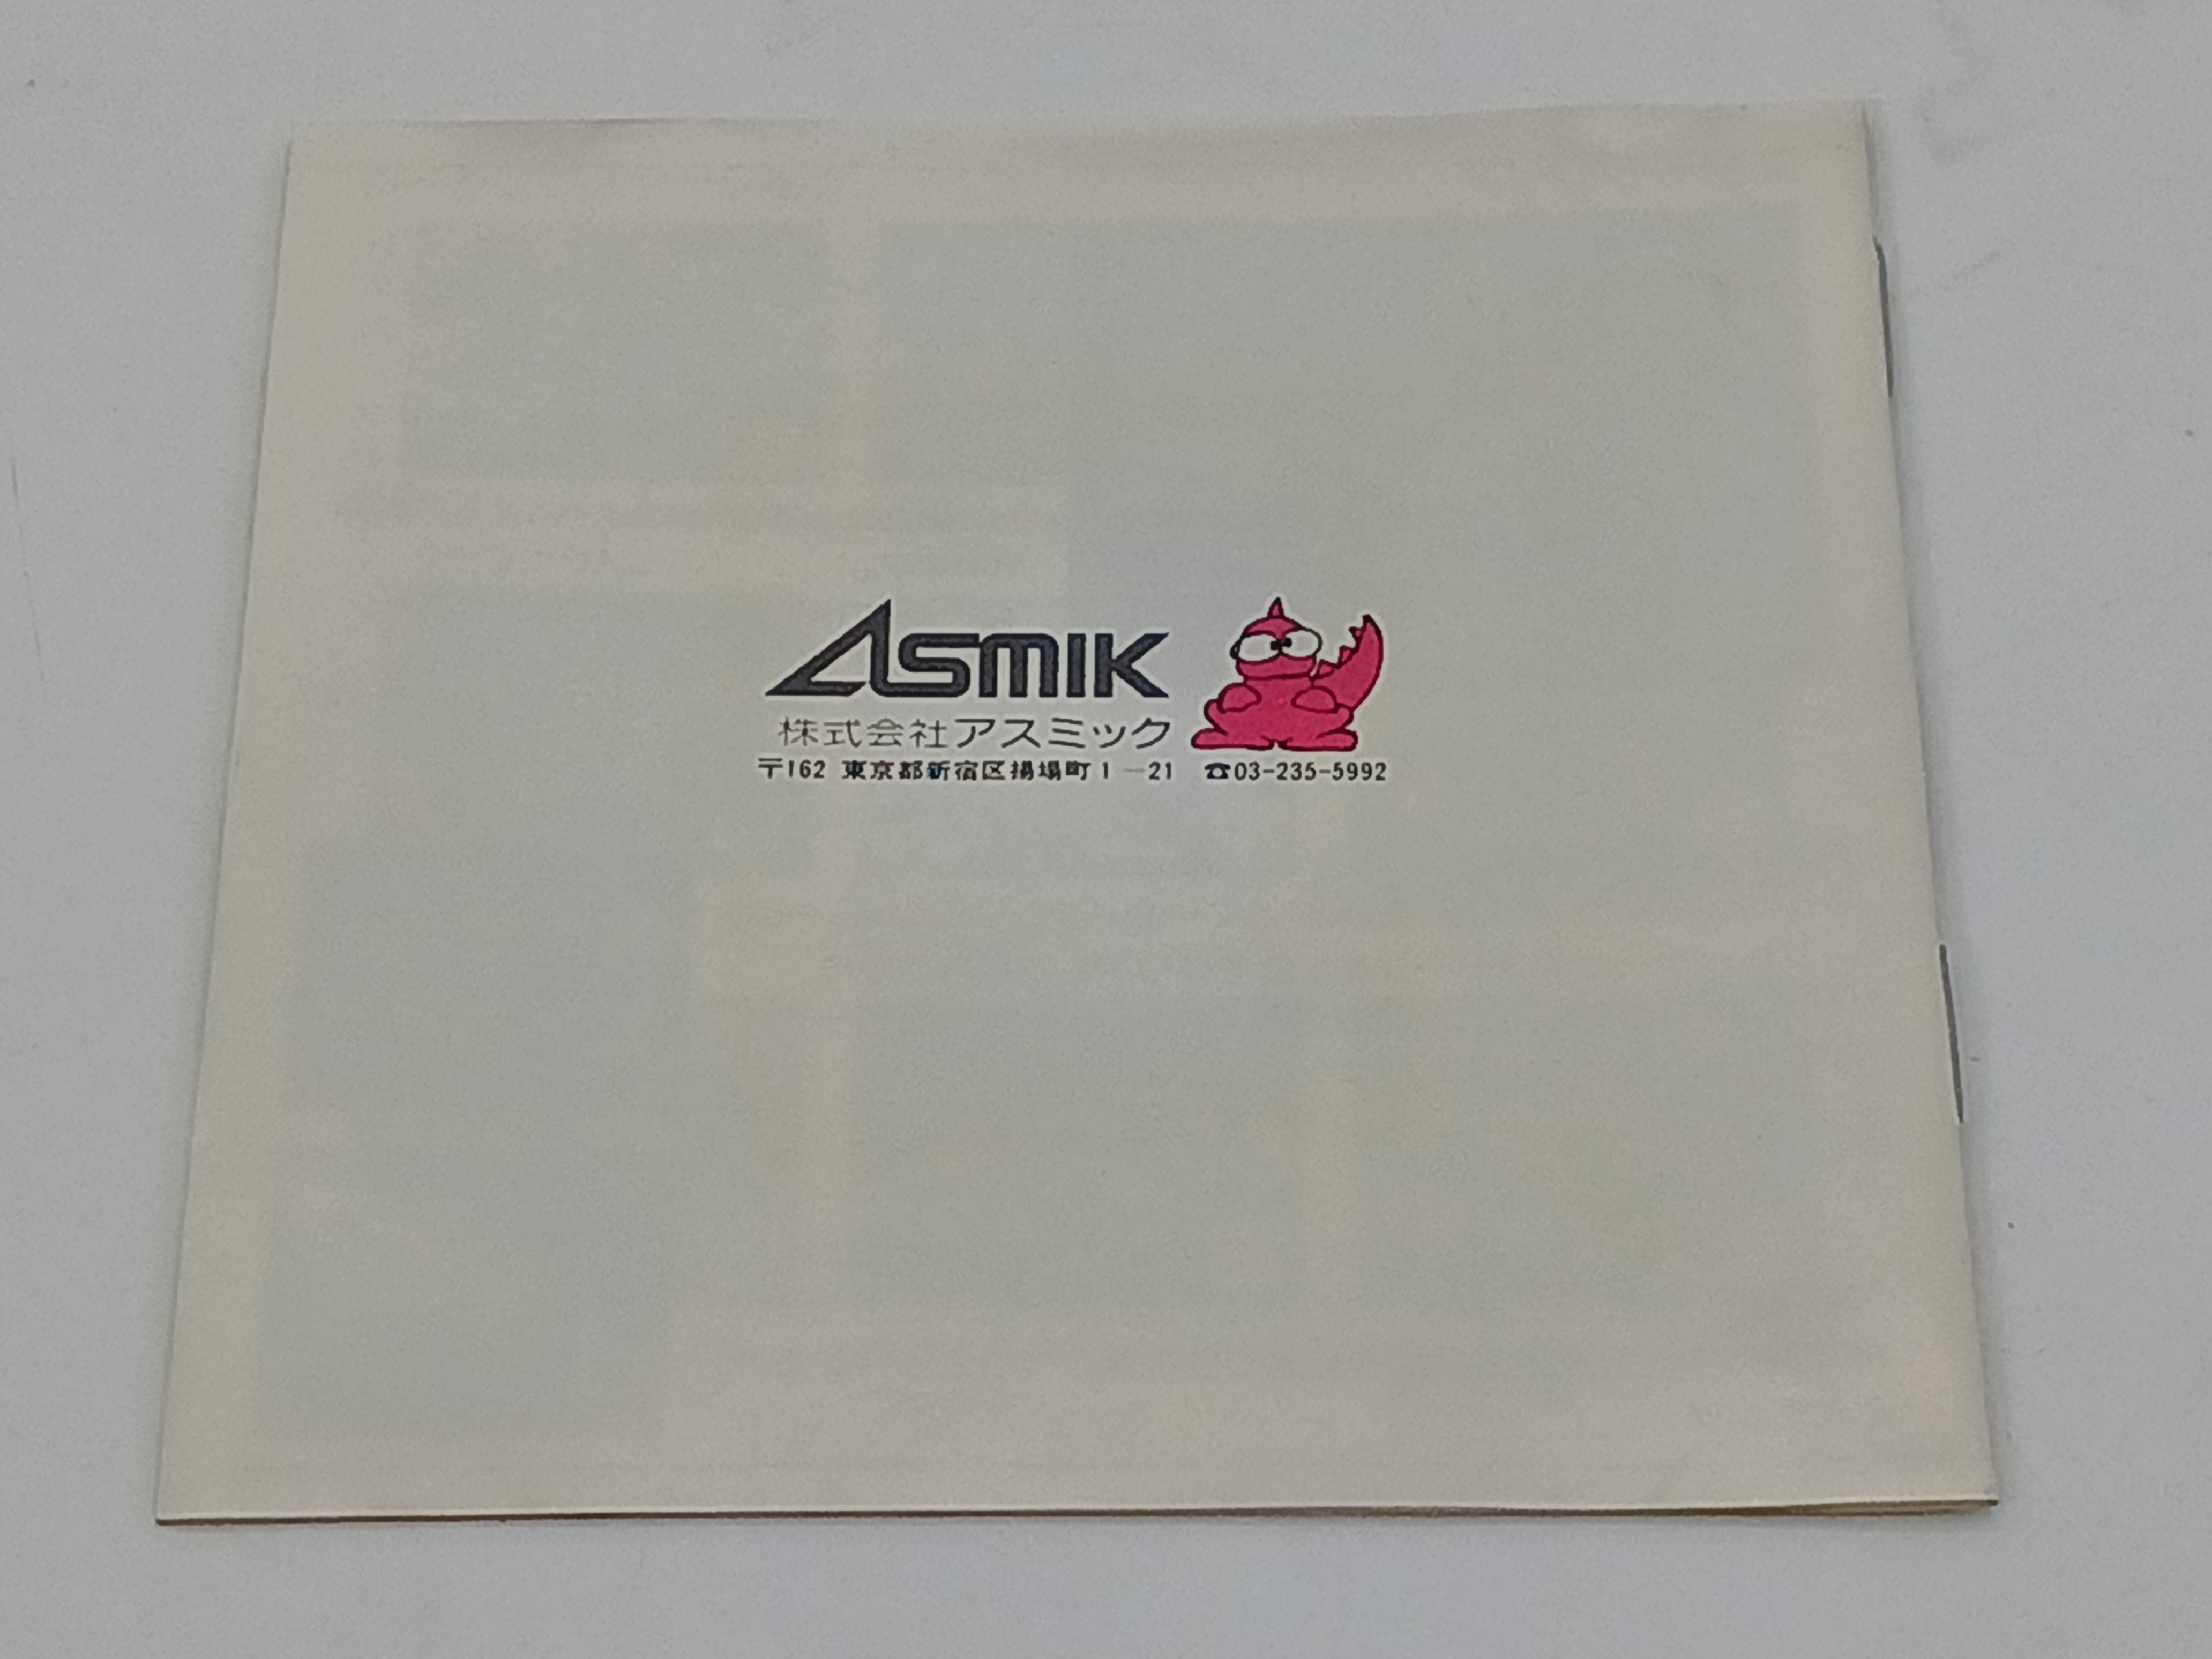 ASMIK
株式会社アスミック
〒162 東京都新宿区揚場町1－21 ☎03-235-5992